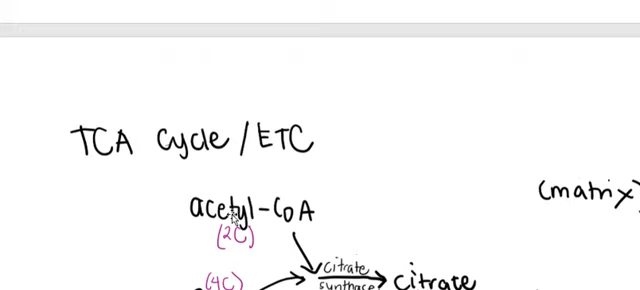 TCA Cycle/ETC
(matrix)
acetyl-CoA
(2C)
citrate
synthase
citrate
(4C)